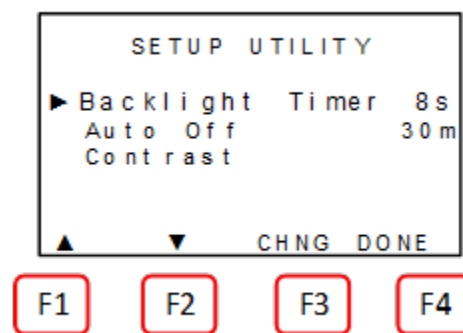 SETUP UTILITY
►Backlight Timer 8s
Auto Off 30m
Contrast
▲ ▼ CHNG DONE
F1 F2 F3 F4